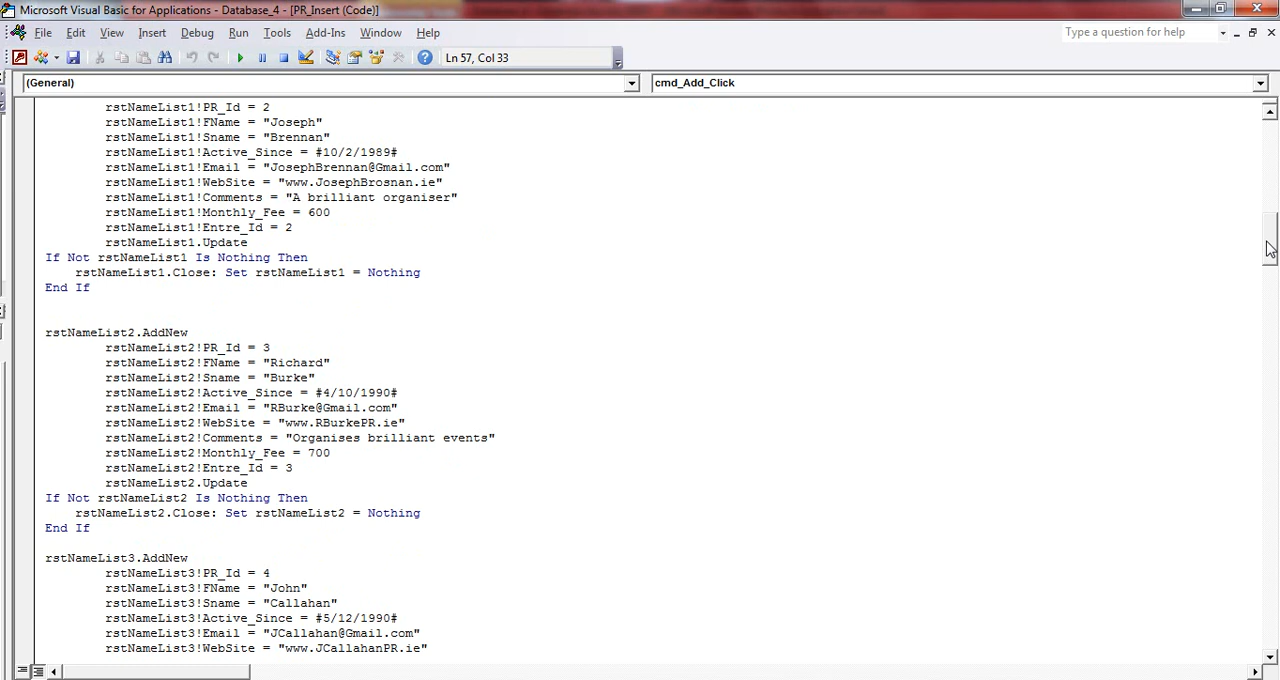 Microsoft Visual Basic for Applications - Database_4 - [PR_Insert (Code)]
File Edit View Insert Debug Run Tools Add-Ins Window Help Type a question for help
Ln 57, Col 33
(General) cmd_Add_Click
rstNameList1!PR_Id = 2
rstNameList1!FName = "Joseph"
rstNameList1!Sname = "Brennan"
rstNameList1!Active_Since = #10/2/1989#
rstNameList1!Email = "JosephBrennan@Gmail.com"
rstNameList1!WebSite = "www.JosephBrosnan.ie"
rstNameList1!Comments = "A brilliant organiser"
rstNameList1!Monthly_Fee = 600
rstNameList1!Entre_Id = 2
rstNameList1.Update
If Not rstNameList1 Is Nothing Then
rstNameList1.Close: Set rstNameList1 = Nothing
End If
rstNameList2.AddNew
rstNameList2!PR_Id = 3
rstNameList2!FName = "Richard"
rstNameList2!Sname = "Burke"
rstNameList2!Active_Since = #4/10/1990#
rstNameList2!Email = "RBurke@Gmail.com"
rstNameList2!WebSite = "www.RBurkePR.ie"
rstNameList2!Comments = "Organises brilliant events"
rstNameList2!Monthly_Fee = 700
rstNameList2!Entre_Id = 3
rstNameList2.Update
If Not rstNameList2 Is Nothing Then
rstNameList2.Close: Set rstNameList2 = Nothing
End If
rstNameList3.AddNew
rstNameList3!PR_Id = 4
rstNameList3!FName = "John"
rstNameList3!Sname = "Callahan"
rstNameList3!Active_Since = #5/12/1990#
rstNameList3!Email = "JCallahan@Gmail.com"
rstNameList3!WebSite = "www.JCallahanPR.ie"